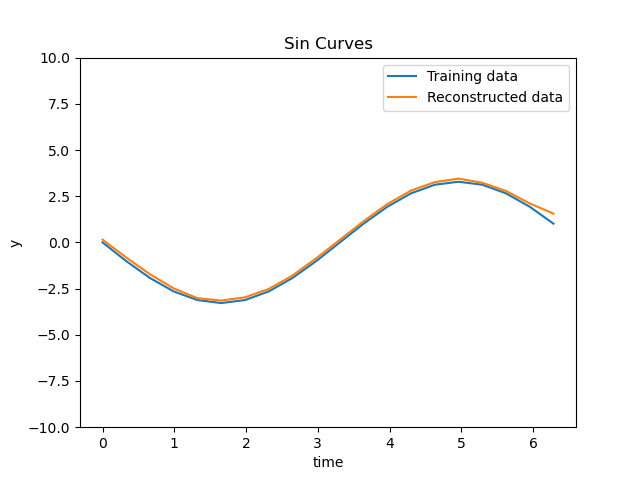 Sin Curves
Training data
Reconstructed data
10.0
7.5
5.0
2.5
0.0
−2.5
−5.0
−7.5
−10.0
y
0 1 2 3 4 5 6
time